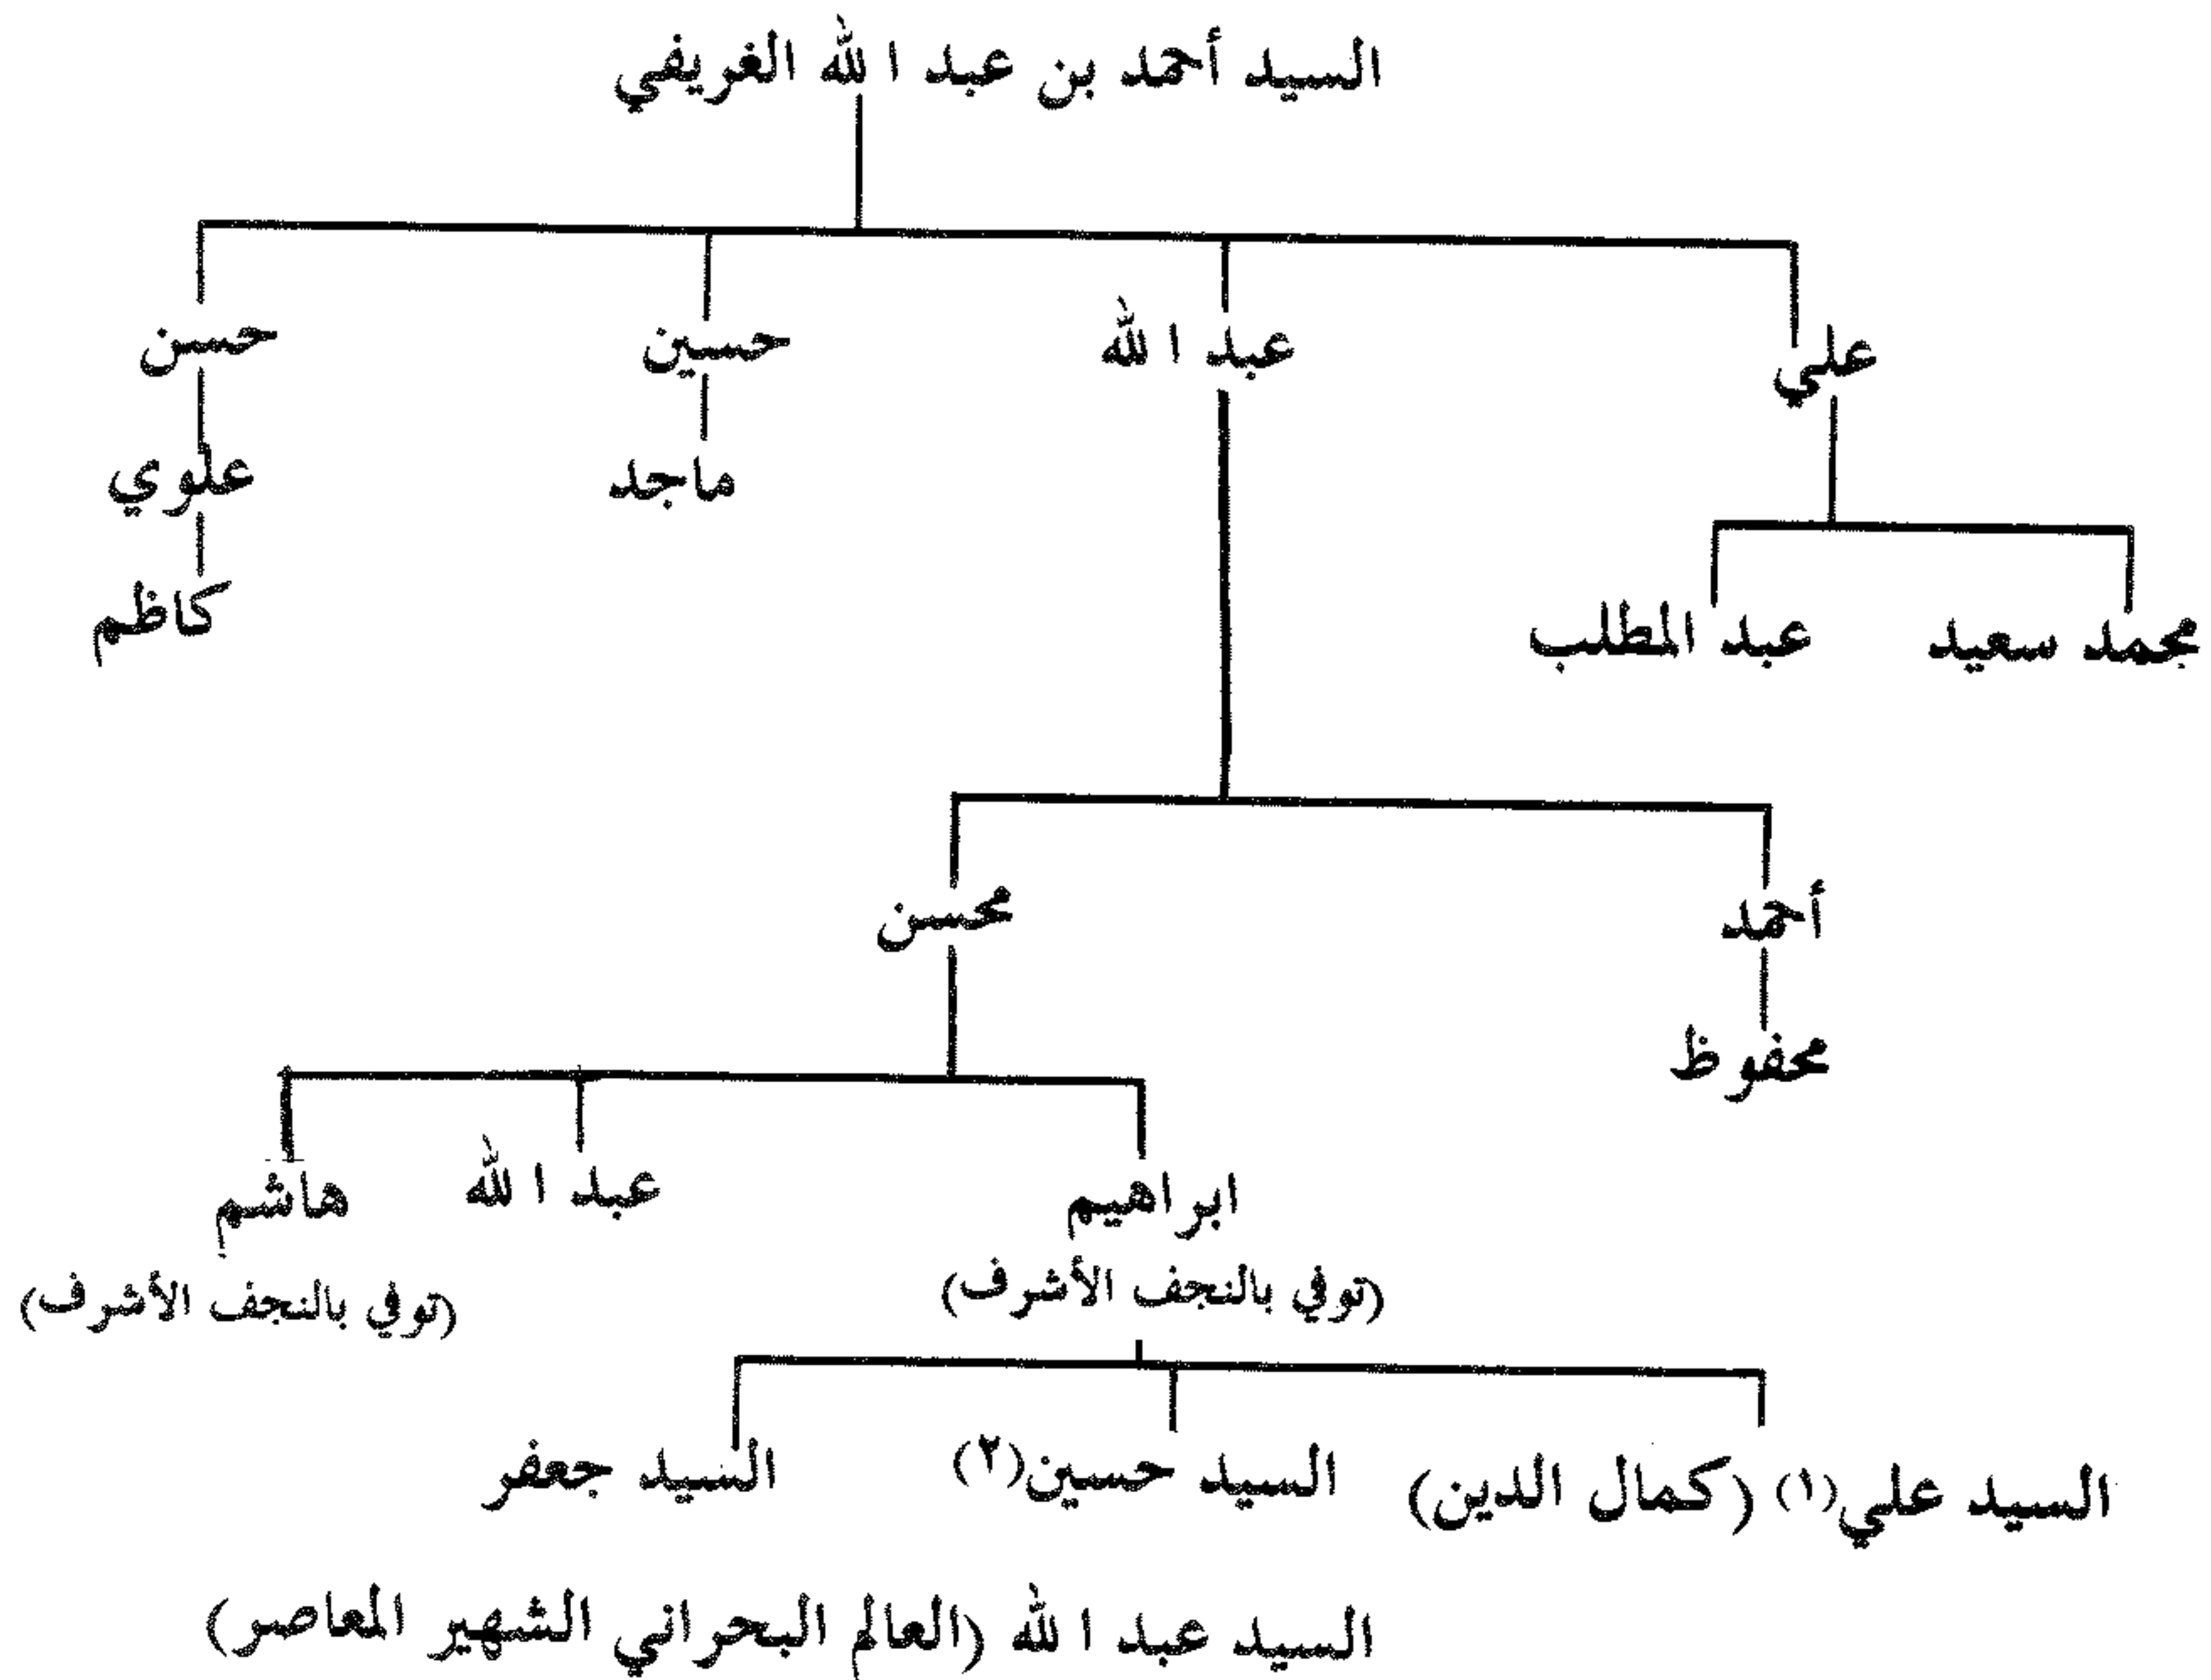 السيد أحمد بن عبد الله الغريفي
علي عبد الله حسين حسن
ماجد علوي
محمد سعيد عبد المطلب كاظم
أحمد محسن
محفوظ
ابراهيم عبد الله هاشم
(توفي بالنجف الأشرف) (توفي بالنجف الأشرف)
السيد علي(١) (كمال الدين) السيد حسين(٢) السيد جعفر
السيد عبد الله (العالم البحراني الشهير المعاصر)